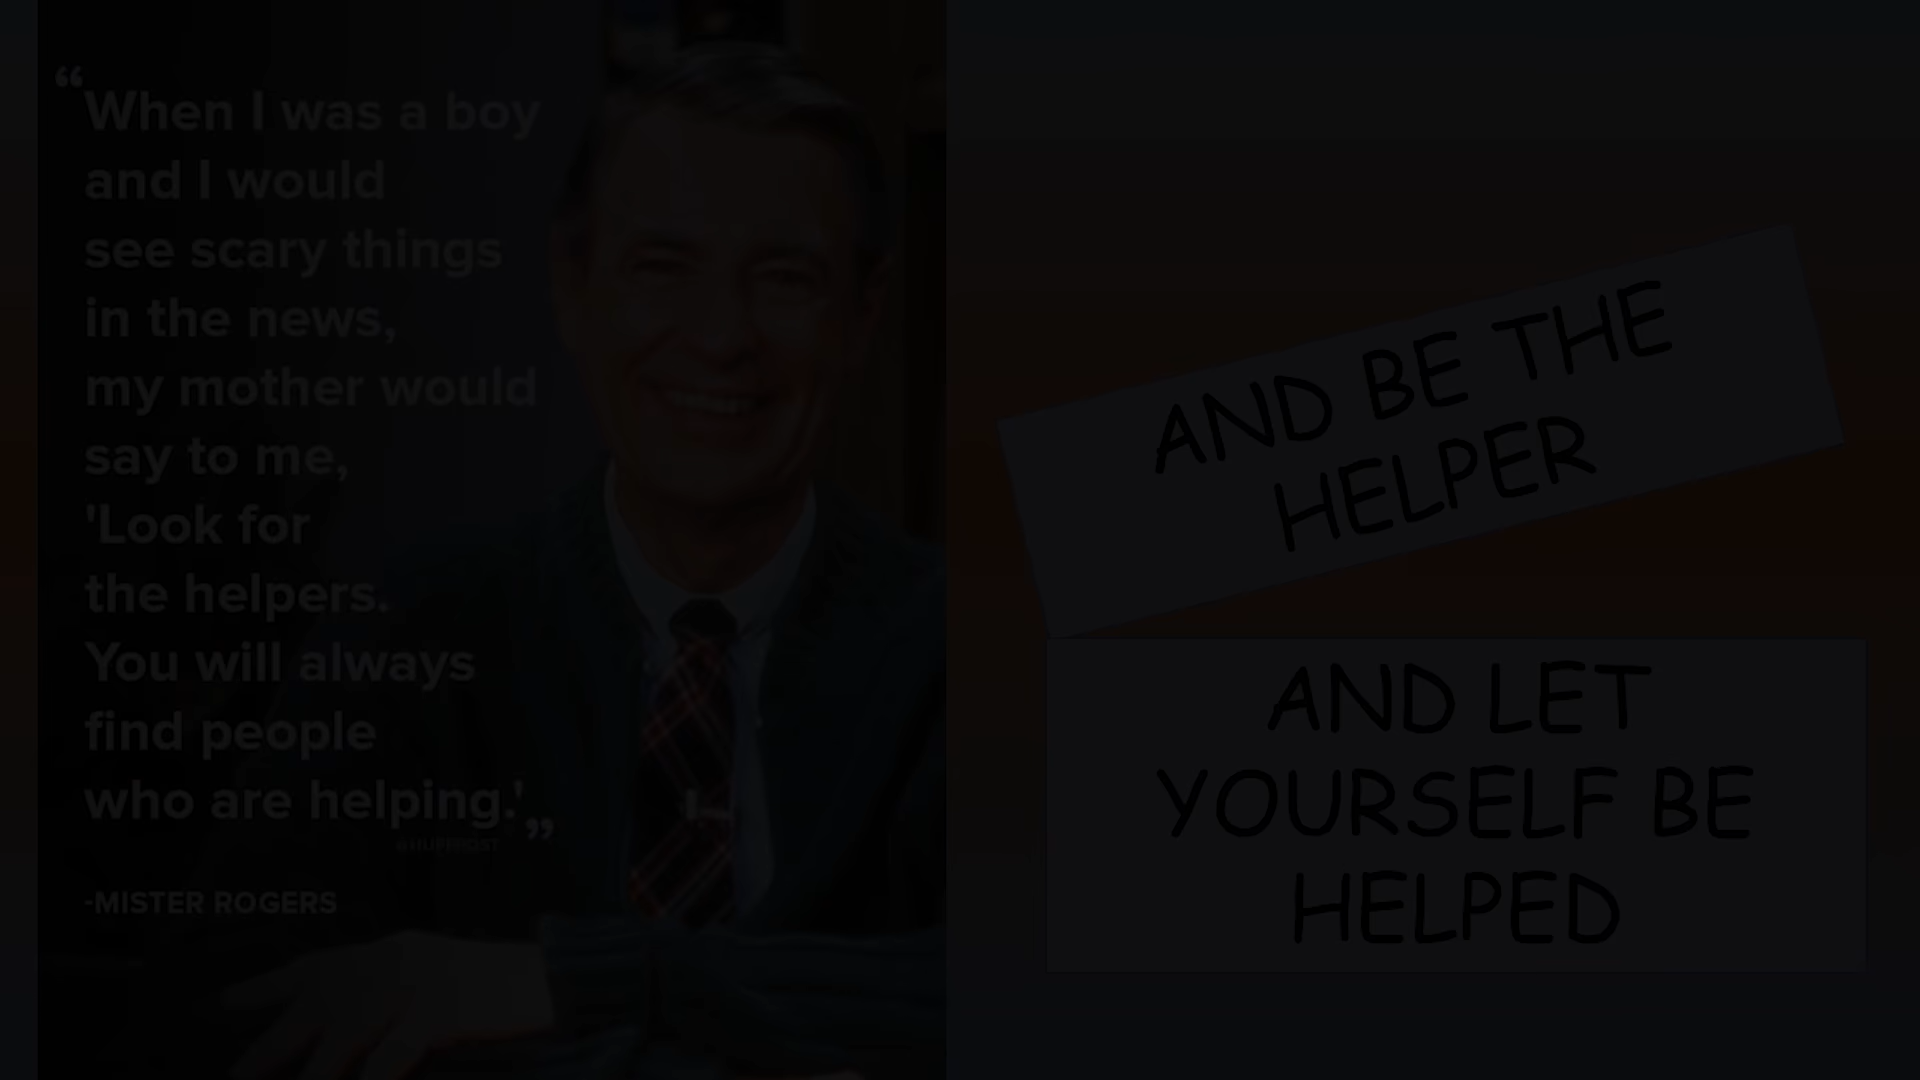 “When I was a boy
and I would
see scary things
in the news,
my mother would
say to me,
'Look for
the helpers.
You will always
find people
who are helping.'”
@HUFFPOST
-MISTER ROGERS
AND BE THE
HELPER
AND LET
YOURSELF BE
HELPED